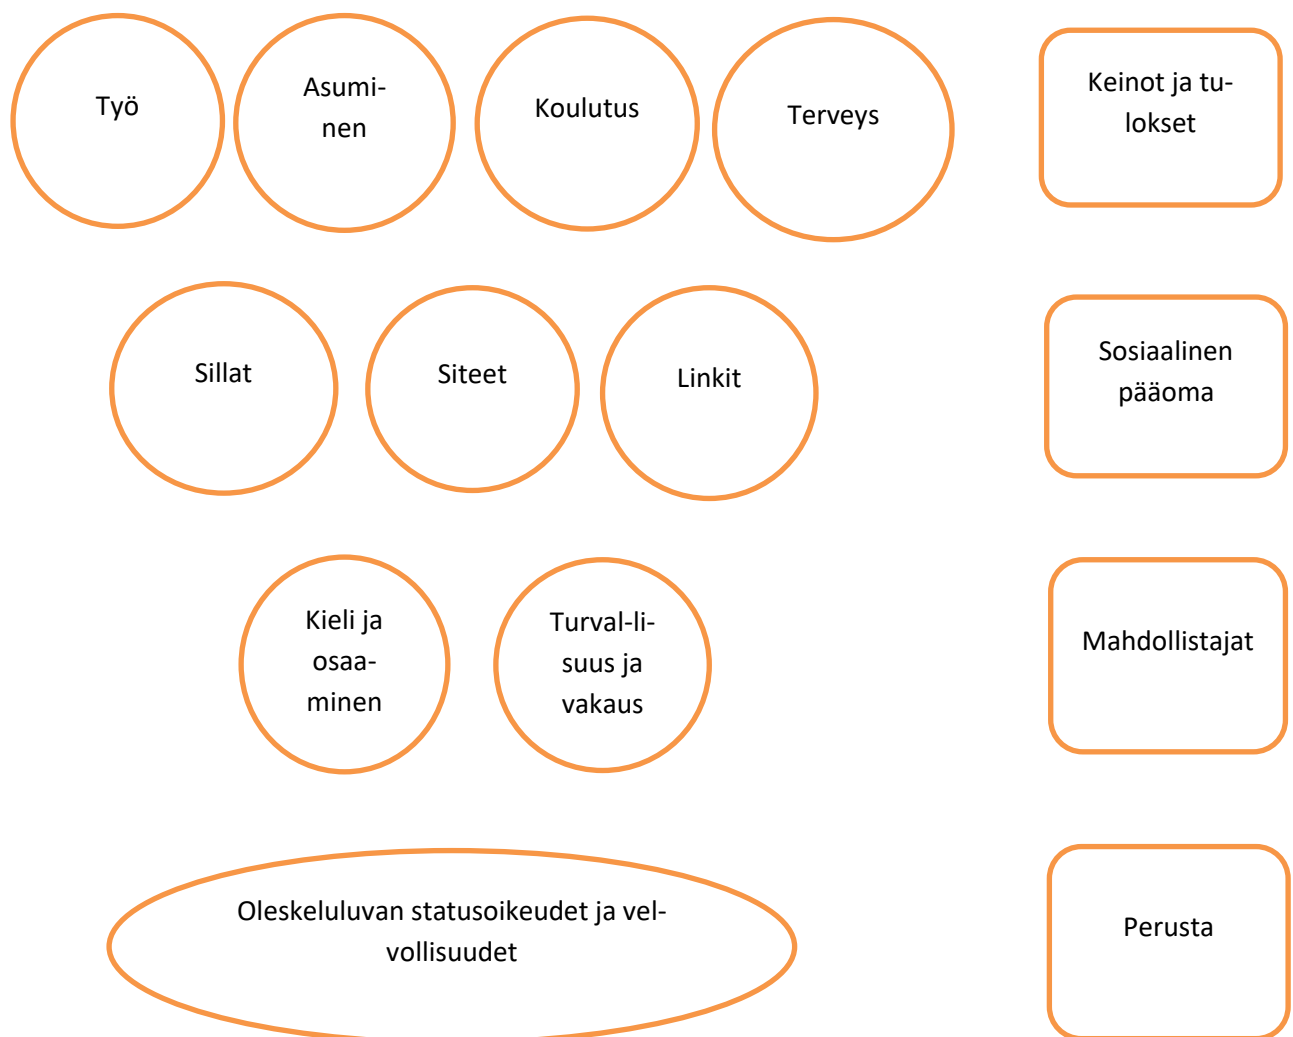 Työ
Asumi-
nen
Koulutus
Terveys
Keinot ja tu-
lokset
Sillat
Siteet
Linkit
Sosiaalinen
pääoma
Kieli ja
osaa-
minen
Turval-li-
suus ja
vakaus
Mahdollistajat
Oleskeluluvan statusoikeudet ja vel-
vollisuudet
Perusta